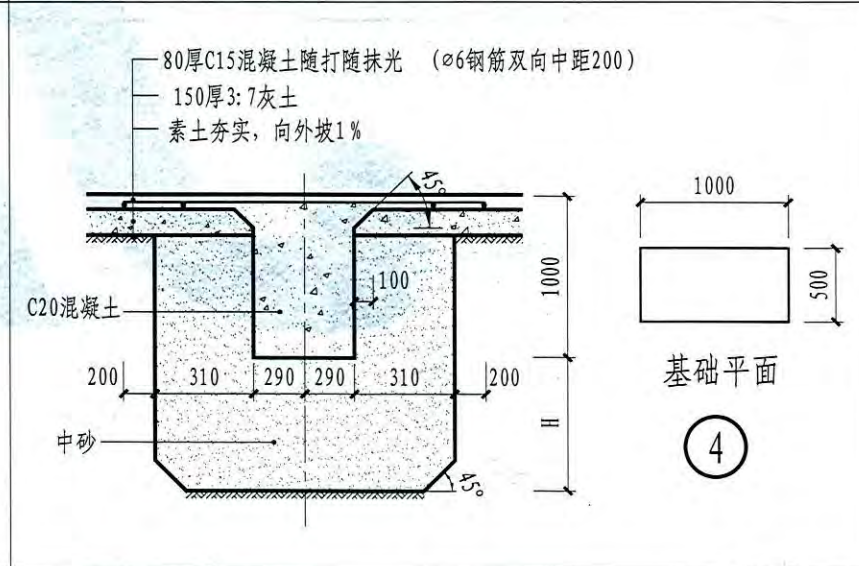 80厚C15混凝土随打随抹光 (⌀6钢筋双向中距200)
150厚3:7灰土
素土夯实，向外坡1%
45°
1000
1000
500
100
C20混凝土
200 310 290 290 310 200
基础平面
H
中砂
4
45°